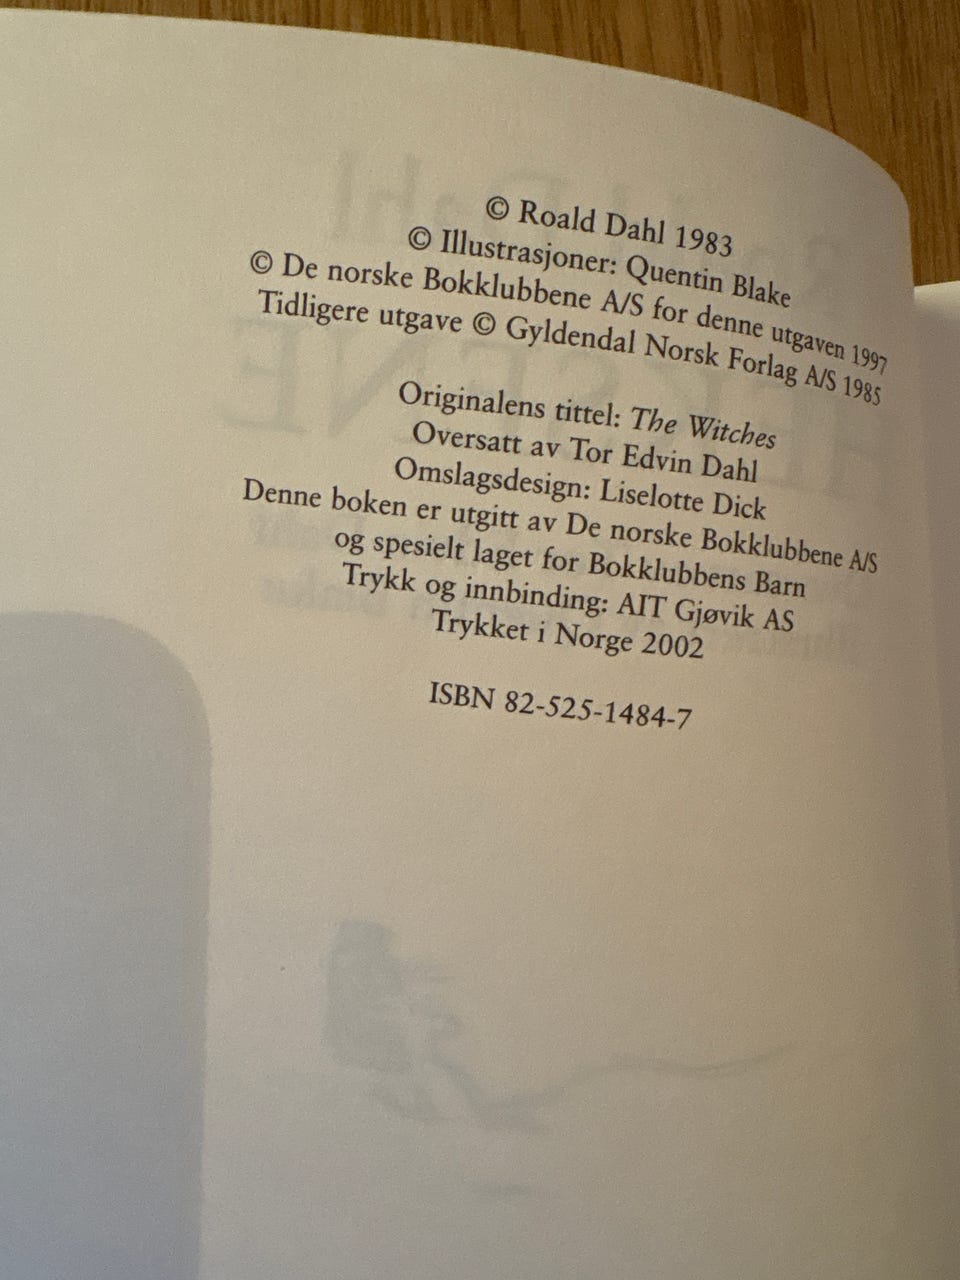 © Roald Dahl 1983
© Illustrasjoner: Quentin Blake
© De norske Bokklubbene A/S for denne utgaven 1997
Tidligere utgave © Gyldendal Norsk Forlag A/S 1985
Originalens tittel: The Witches
Oversatt av Tor Edvin Dahl
Omslagsdesign: Liselotte Dick
Denne boken er utgitt av De norske Bokklubbene A/S
og spesielt laget for Bokklubbens Barn
Trykk og innbinding: AIT Gjøvik AS
Trykket i Norge 2002
ISBN 82-525-1484-7